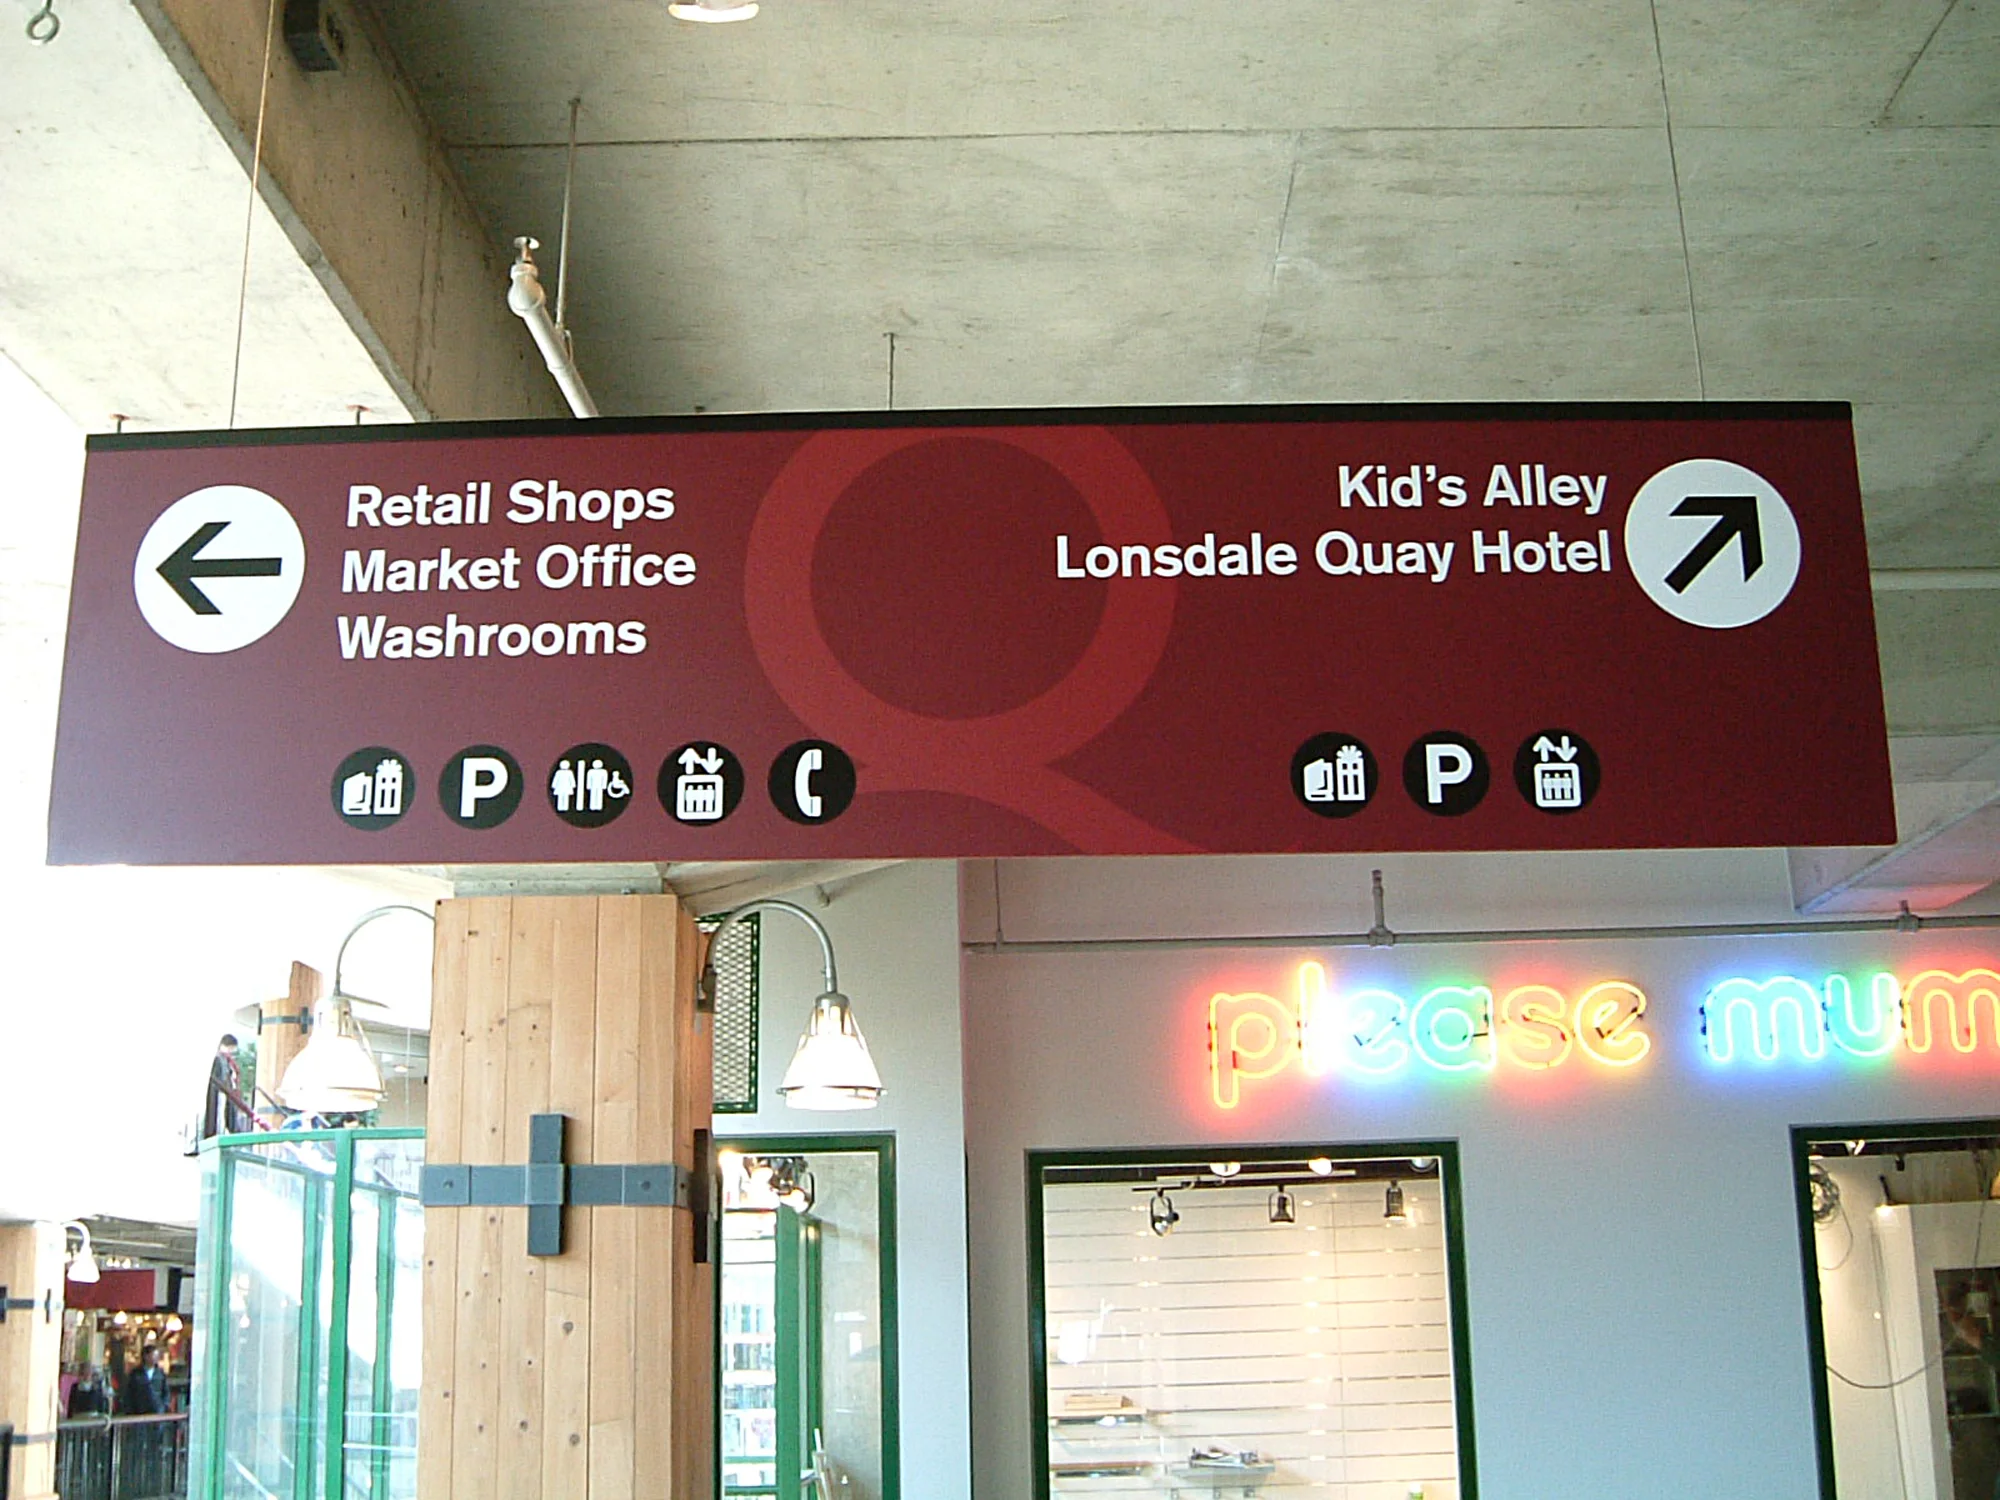 Retail Shops
Market Office
Washrooms
Kid's Alley
Lonsdale Quay Hotel
P
P
Q
please mum